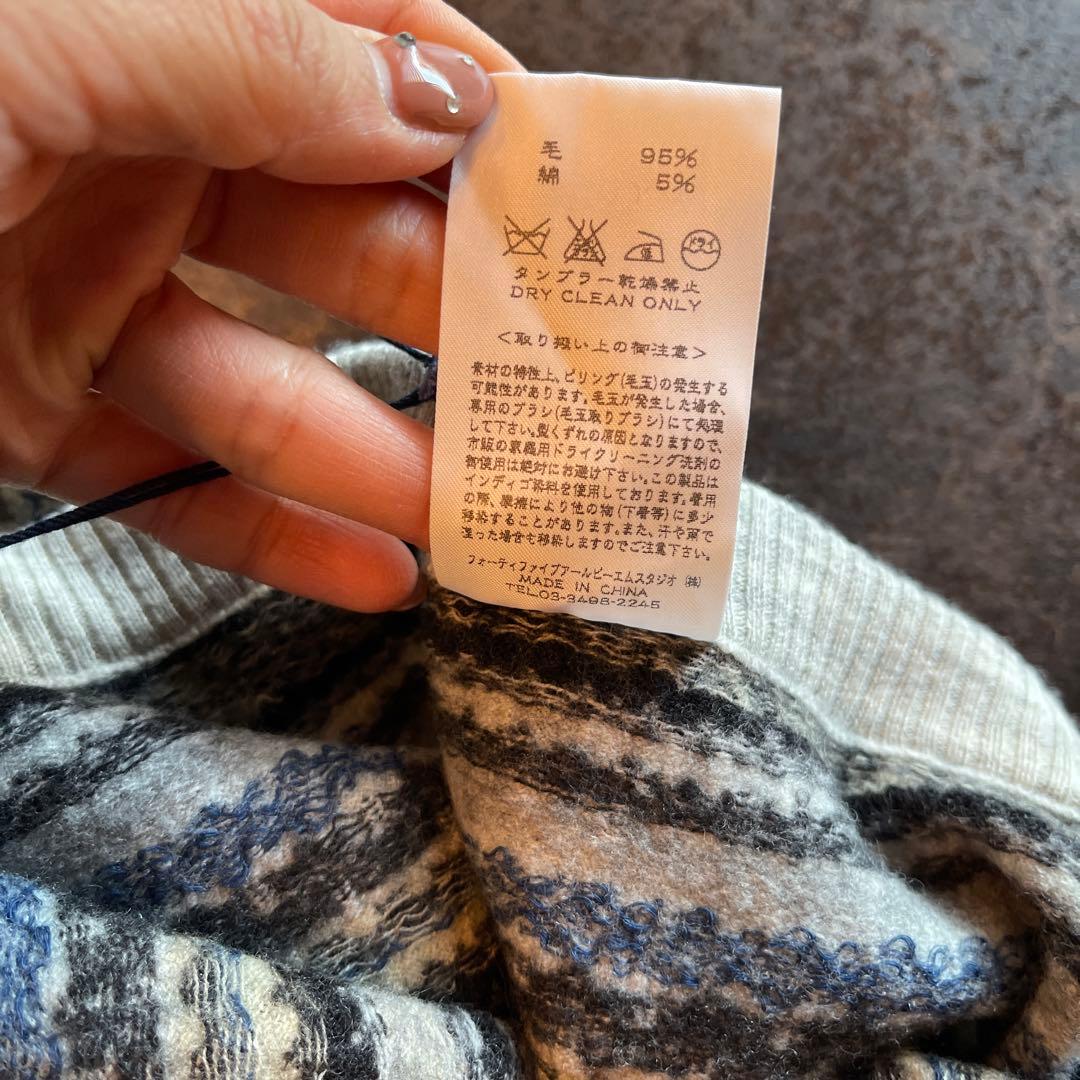 毛 95%
綿 5%
エンソサラシ
低
ドライ
タンブラー乾燥禁止
DRY CLEAN ONLY
<取り扱い上の御注意>
素材の特性上、ピリング(毛玉)の発生する
可能性があります。毛玉が発生した場合、
専用のブラシ(毛玉取りブラシ)にて処理
して下さい。型くずれの原因となりますので、
市販の家庭用ドライクリーニング洗剤の
御使用は絶対にお避け下さい。この製品は
インディゴ染料を使用しております。着用
の際、摩擦により他の物(下着等)に多少
移染することがあります。また、汗や雨で
湿った場合も移染しますのでご注意下さい。
フォーティファイブアールピーエムスタジオ (株)
MADE IN CHINA
TEL03-3498-2245